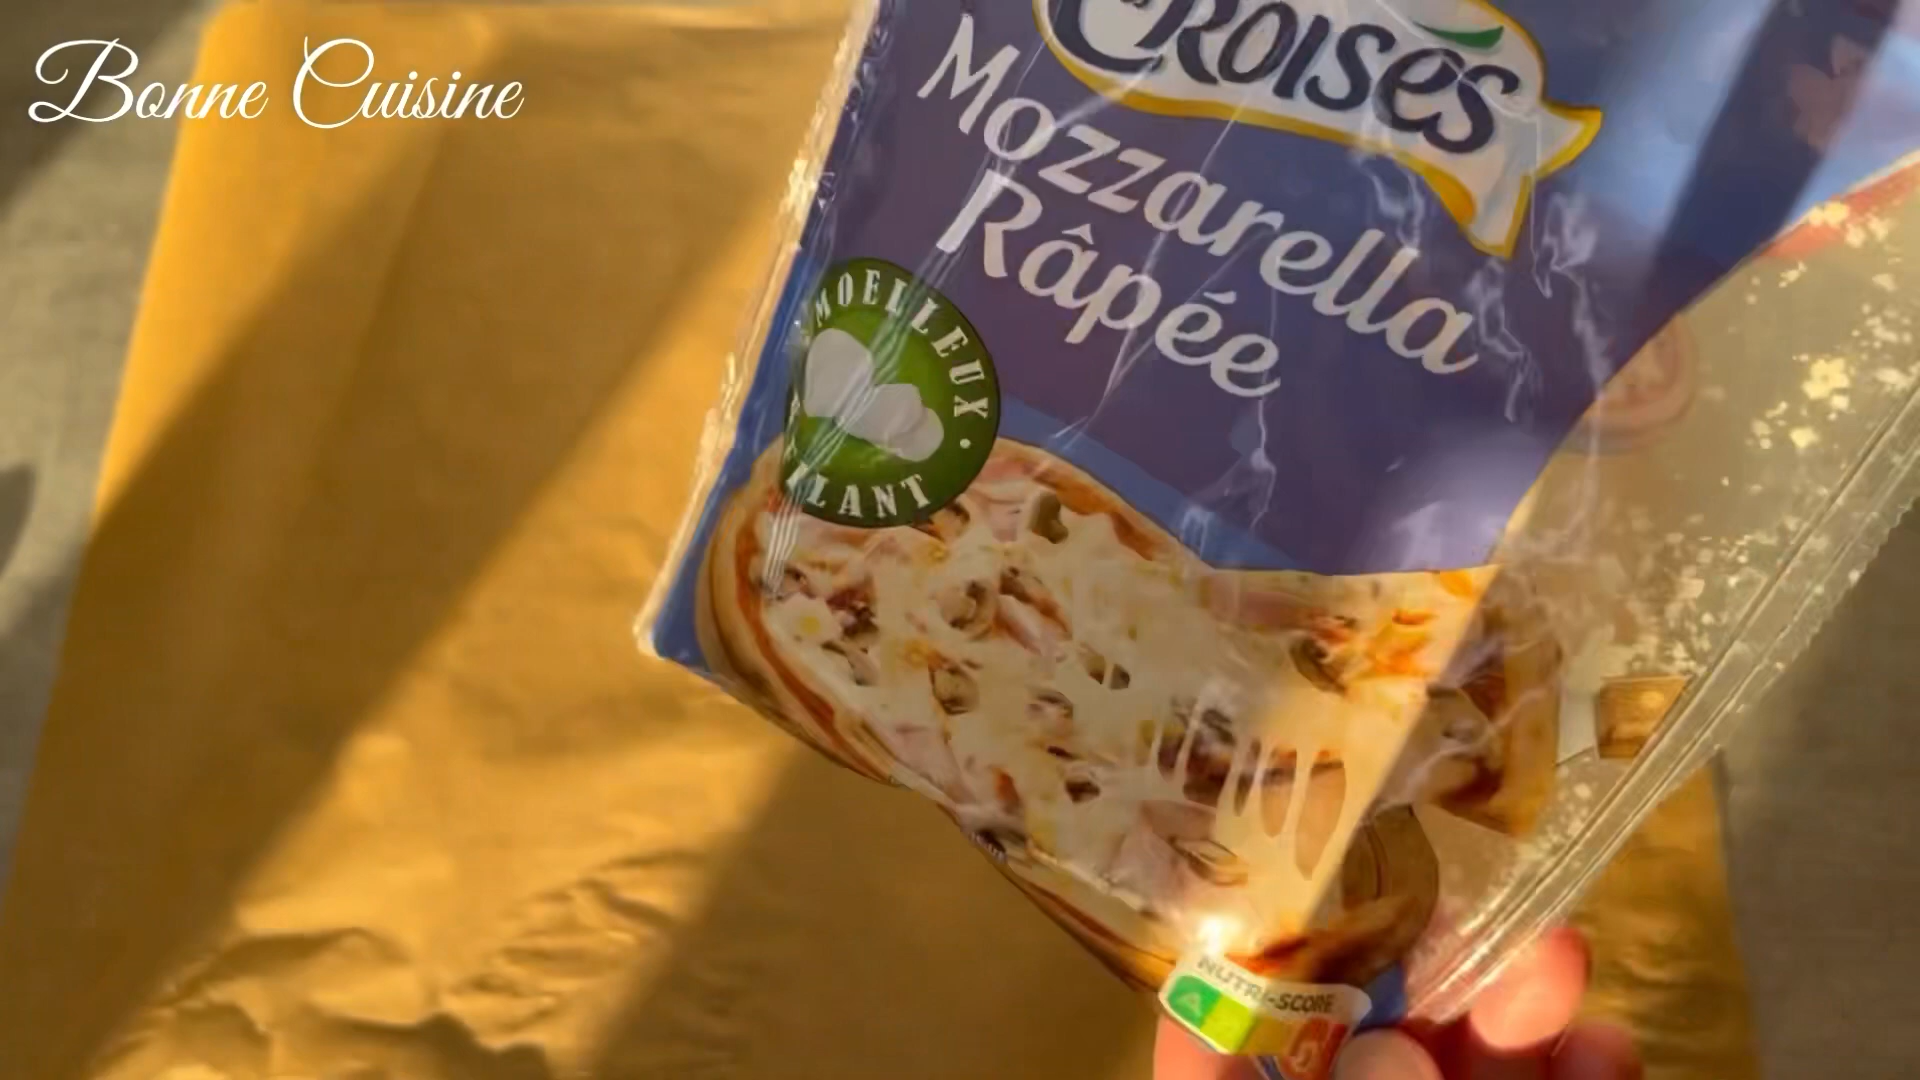 Bonne Cuisine
CROISÉS
Mozzarella
Râpée
MOELLEUX •
LANT
NUTRI-SCORE
A